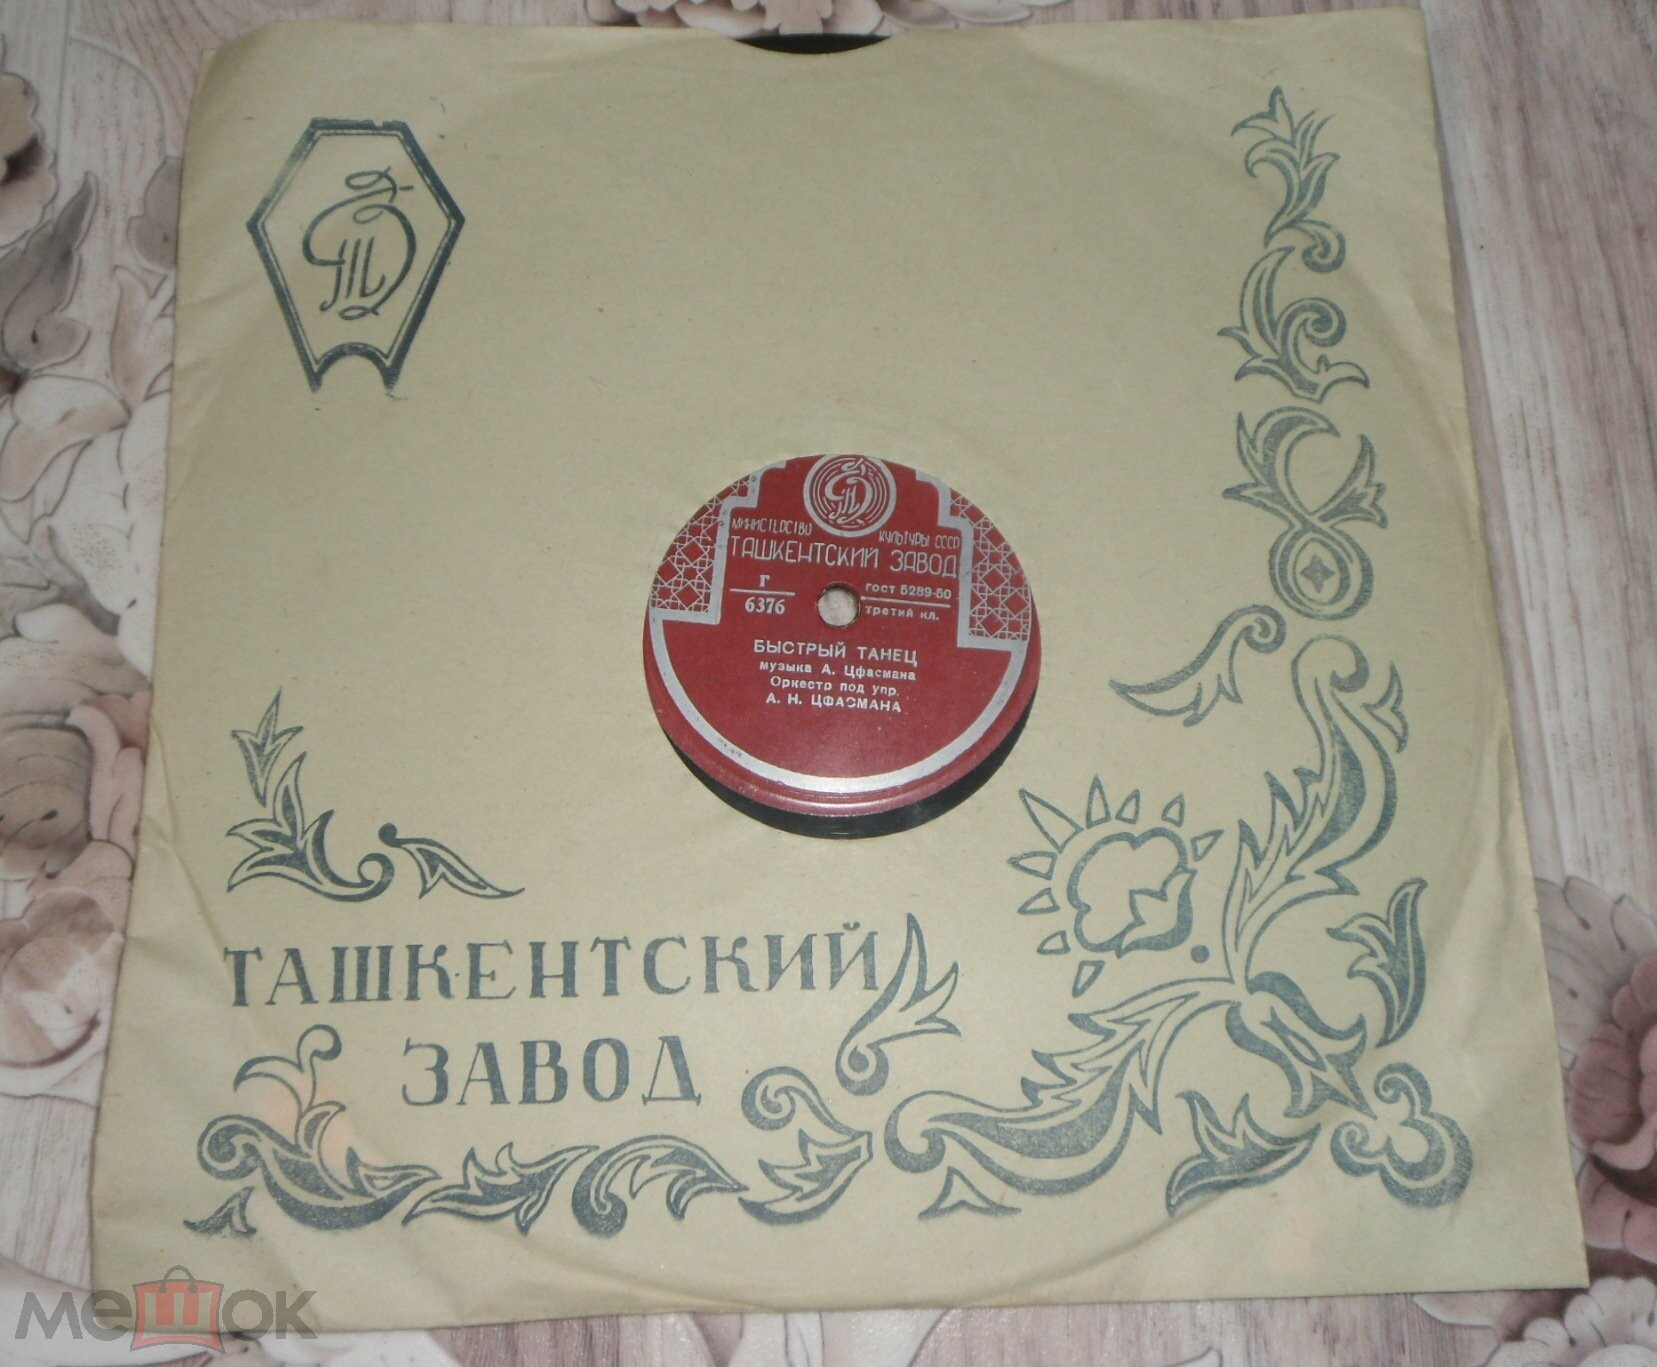 МИНИСТЕРСТВО КУЛЬТУРЫ СССР
ТАШКЕНТСКИЙ ЗАВОД
Г
6376
ГОСТ 5289-50
третий кл.
БЫСТРЫЙ ТАНЕЦ
музыка А. Цфасмана
Оркестр под упр.
А. Н. ЦФАСМАНА
ТАШКЕНТСКИЙ
ЗАВОД
мешок